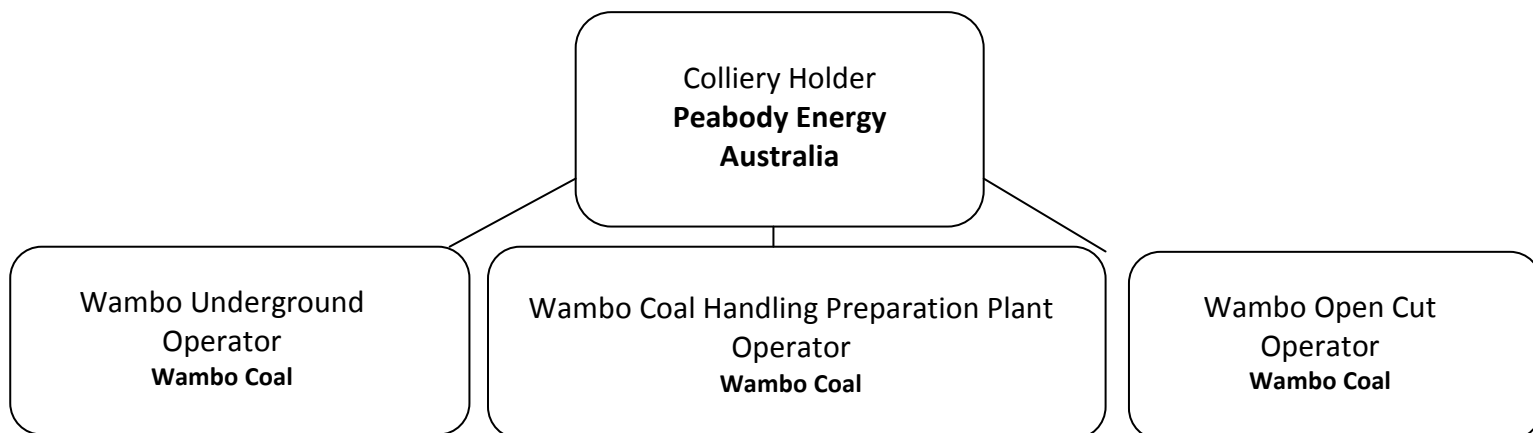 Colliery Holder
Peabody Energy
Australia
Wambo Underground
Operator
Wambo Coal
Wambo Coal Handling Preparation Plant
Operator
Wambo Coal
Wambo Open Cut
Operator
Wambo Coal